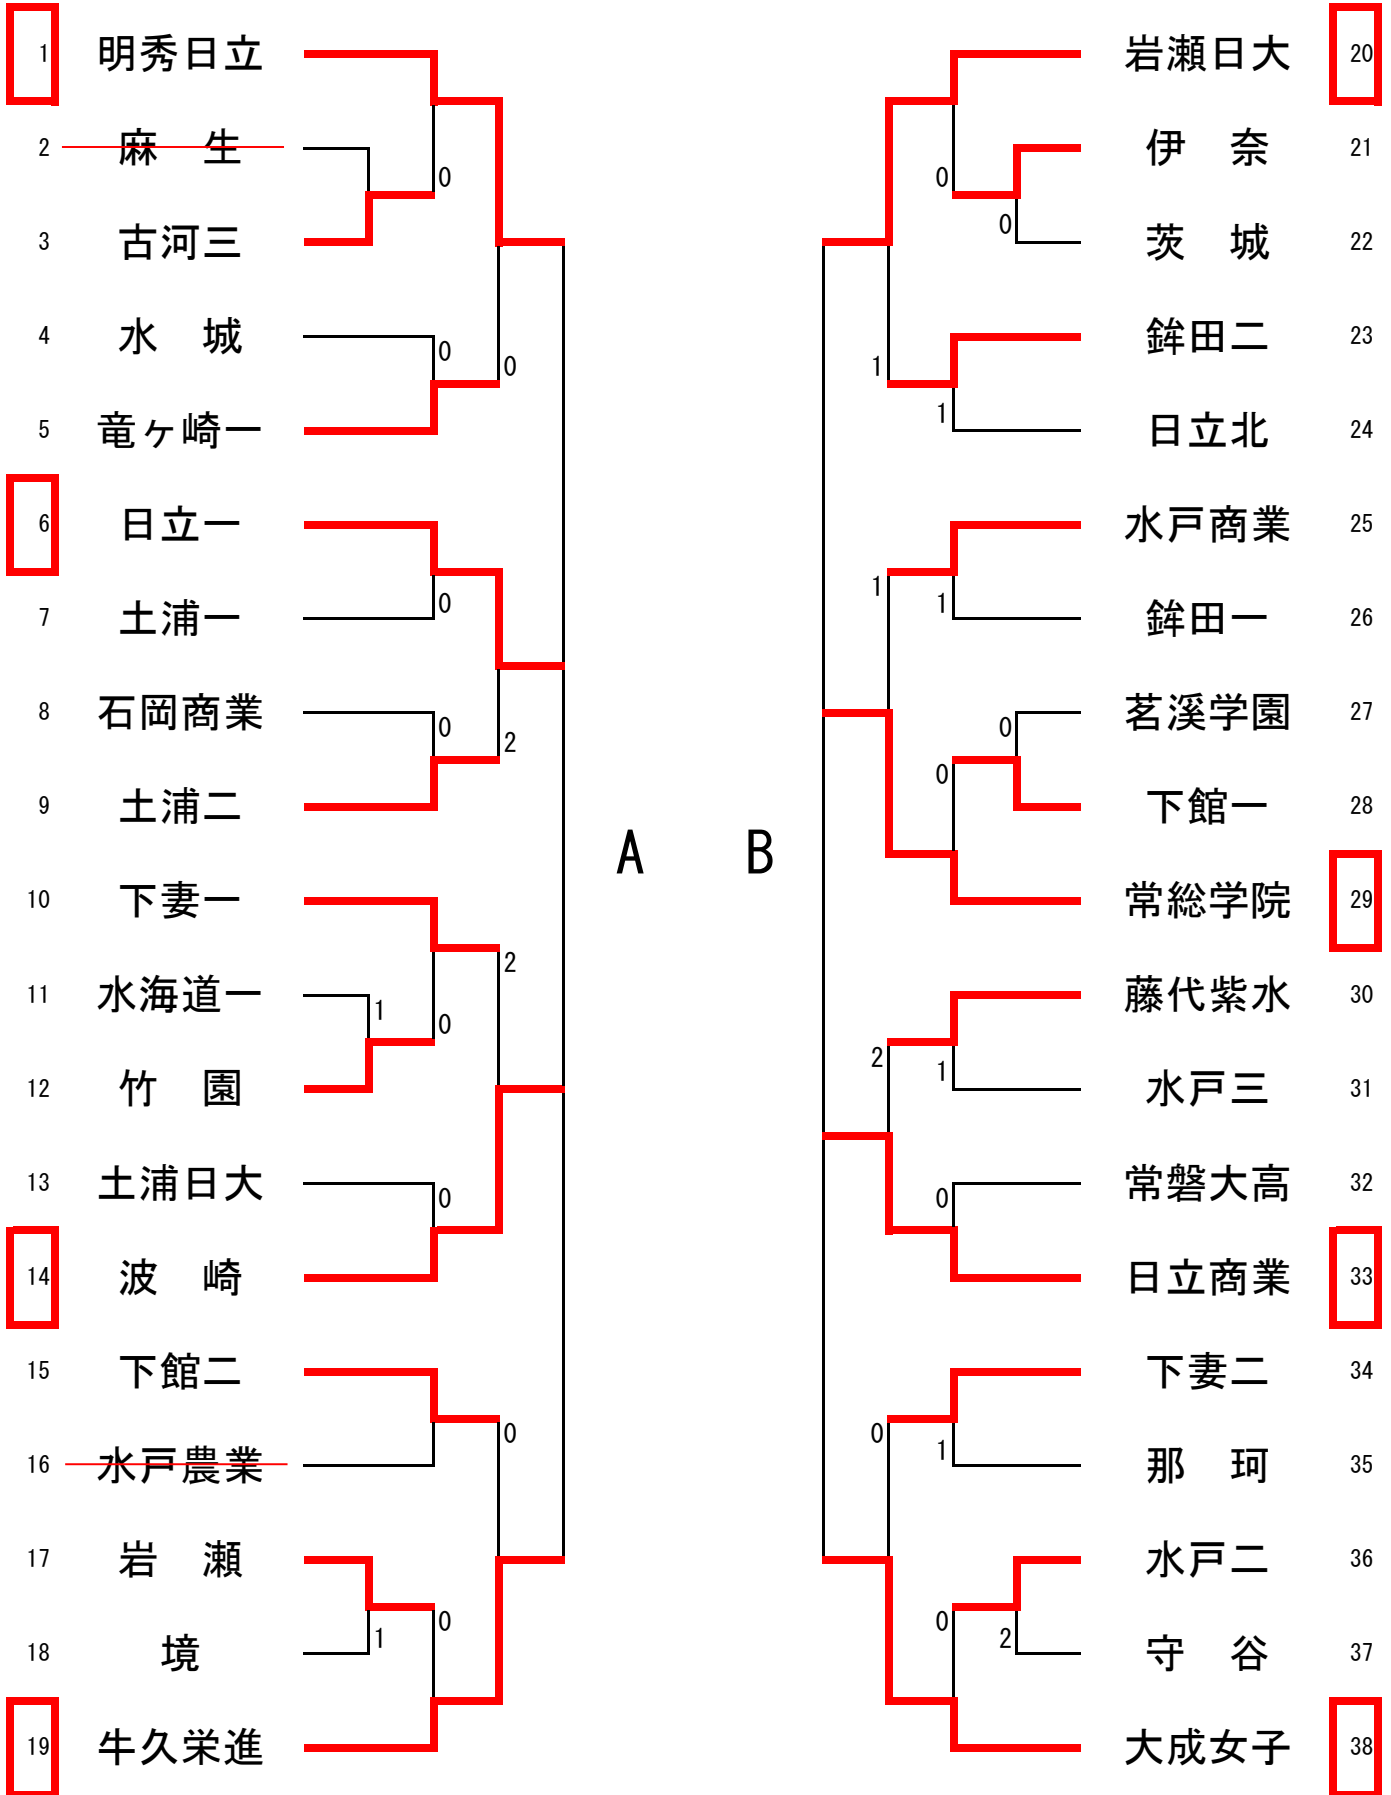 1 明秀日立
2 麻 生
3 古河三
4 水 城
5 竜ヶ崎一
6 日立一
7 土浦一
8 石岡商業
9 土浦二
10 下妻一
11 水海道一
12 竹 園
13 土浦日大
14 波 崎
15 下館二
16 水戸農業
17 岩 瀬
18 境
19 牛久栄進
0
0
0
0
0
2
2
1
0
0
0
0
1
A
B
岩瀬日大 20
伊 奈 21
茨 城 22
鉾田二 23
日立北 24
水戸商業 25
鉾田一 26
茗溪学園 27
下館一 28
常総学院 29
藤代紫水 30
水戸三 31
常磐大高 32
日立商業 33
下妻二 34
那 珂 35
水戸二 36
守 谷 37
大成女子 38
0
0
1
1
1
1
0
0
2
1
0
0
1
0
2